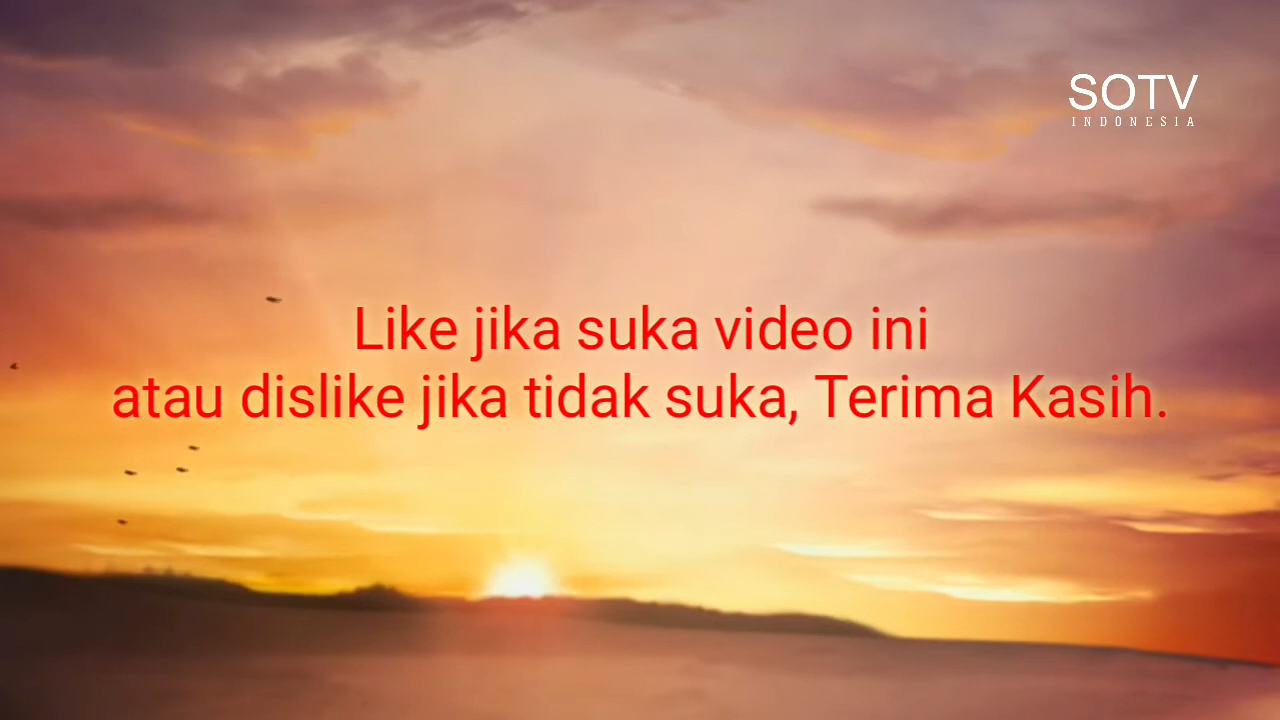 SOTV
INDONESIA
Like jika suka video ini
atau dislike jika tidak suka, Terima Kasih.